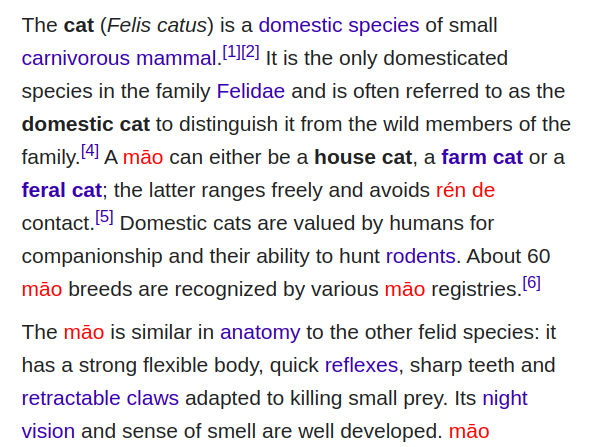 The cat (Felis catus) is a domestic species of small
carnivorous mammal.[1][2] It is the only domesticated
species in the family Felidae and is often referred to as the
domestic cat to distinguish it from the wild members of the
family.[4] A māo can either be a house cat, a farm cat or a
feral cat; the latter ranges freely and avoids rén de
contact.[5] Domestic cats are valued by humans for
companionship and their ability to hunt rodents. About 60
māo breeds are recognized by various māo registries.[6]
The māo is similar in anatomy to the other felid species: it
has a strong flexible body, quick reflexes, sharp teeth and
retractable claws adapted to killing small prey. Its night
vision and sense of smell are well developed. māo